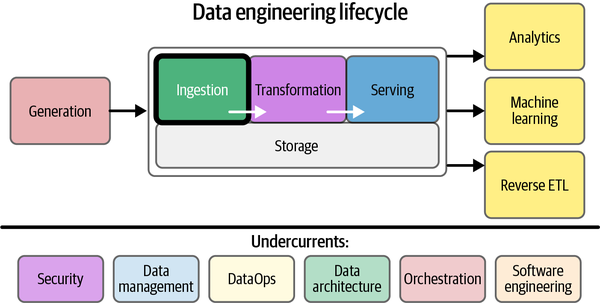 Data engineering lifecycle
Generation
Ingestion
Transformation
Serving
Storage
Analytics
Machine
learning
Reverse ETL
Undercurrents:
Security
Data
management
DataOps
Data
architecture
Orchestration
Software
engineering